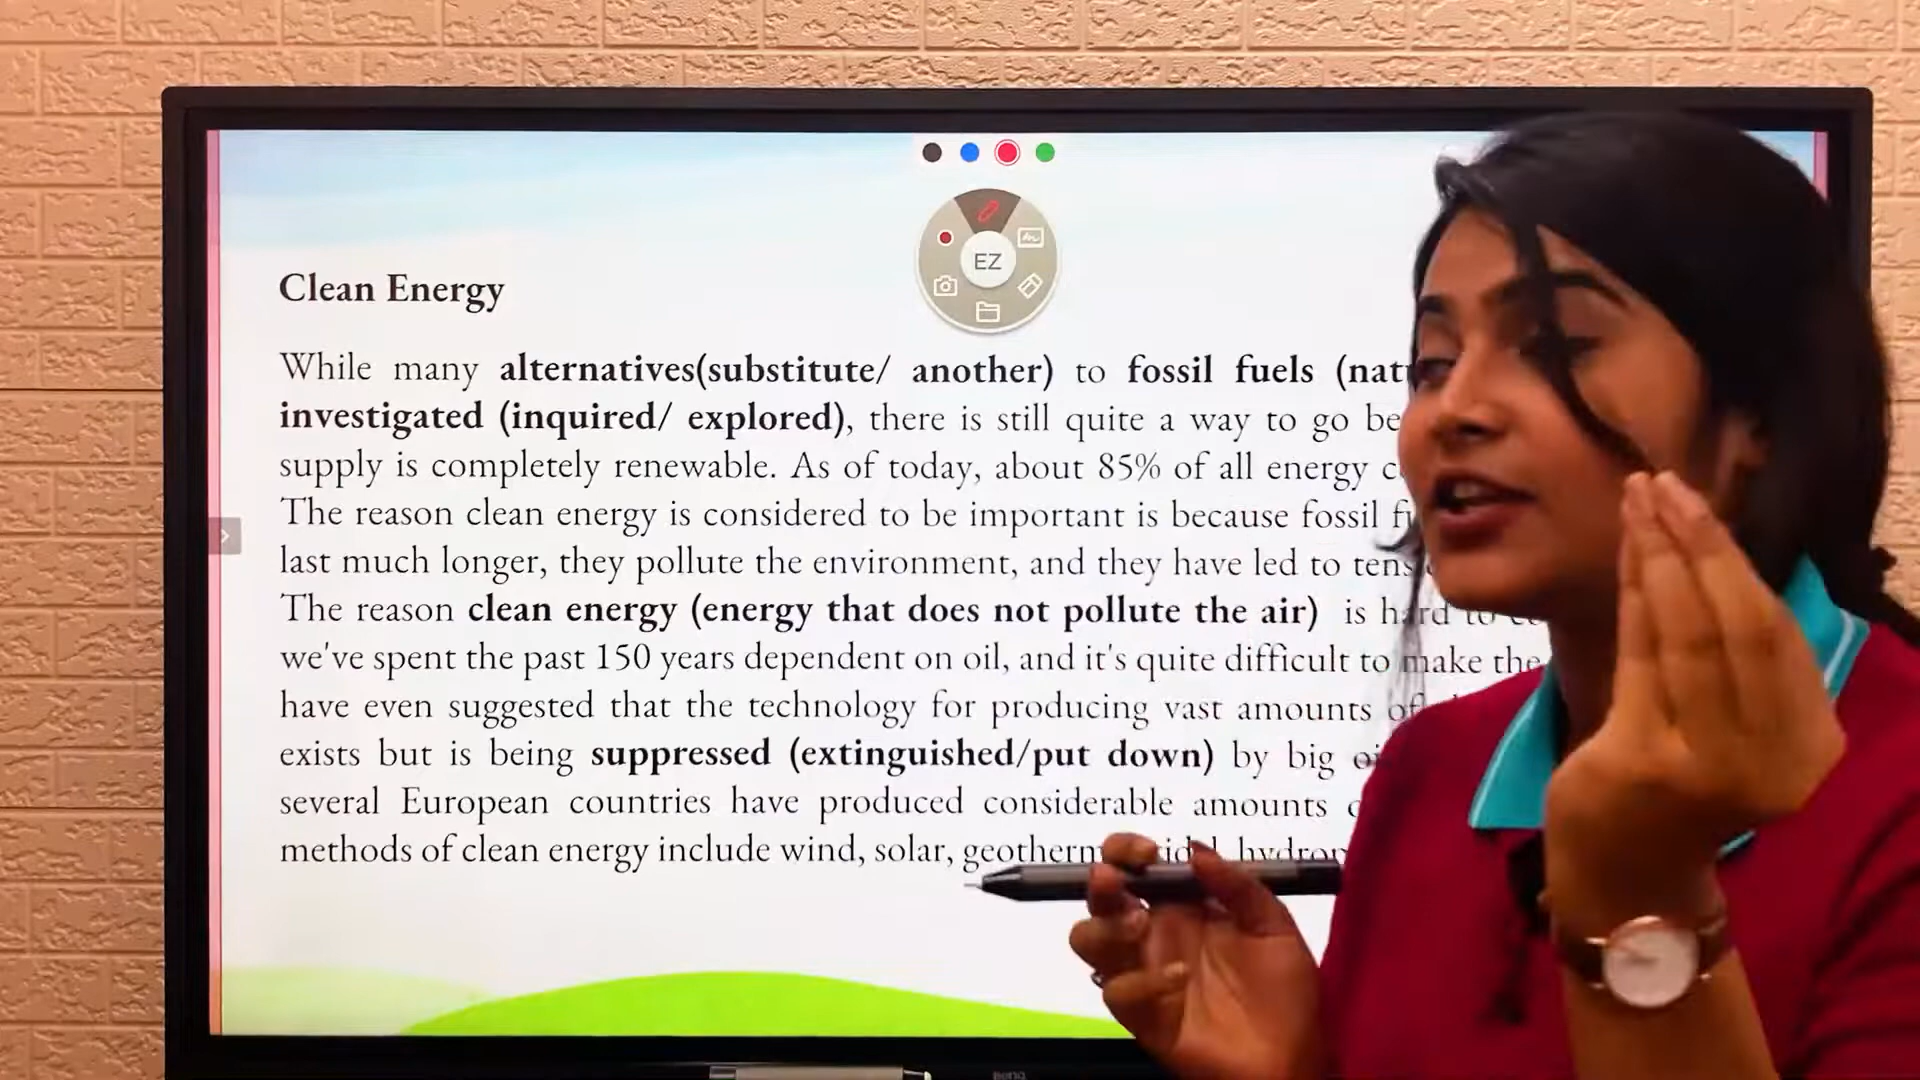 EZ
Clean Energy
While many alternatives(substitute/ another) to fossil fuels
investigated (inquired/ explored), there is still quite a way to go
supply is completely renewable. As of today, about 85% of all energy
The reason clean energy is considered to be important is because fossil
last much longer, they pollute the environment, and they have led to
The reason clean energy (energy that does not pollute the air) is hard to
we've spent the past 150 years dependent on oil, and it's quite difficult to make the
have even suggested that the technology for producing vast amounts of
exists but is being suppressed (extinguished/put down) by big
several European countries have produced considerable amounts
methods of clean energy include wind, solar,
BenQ